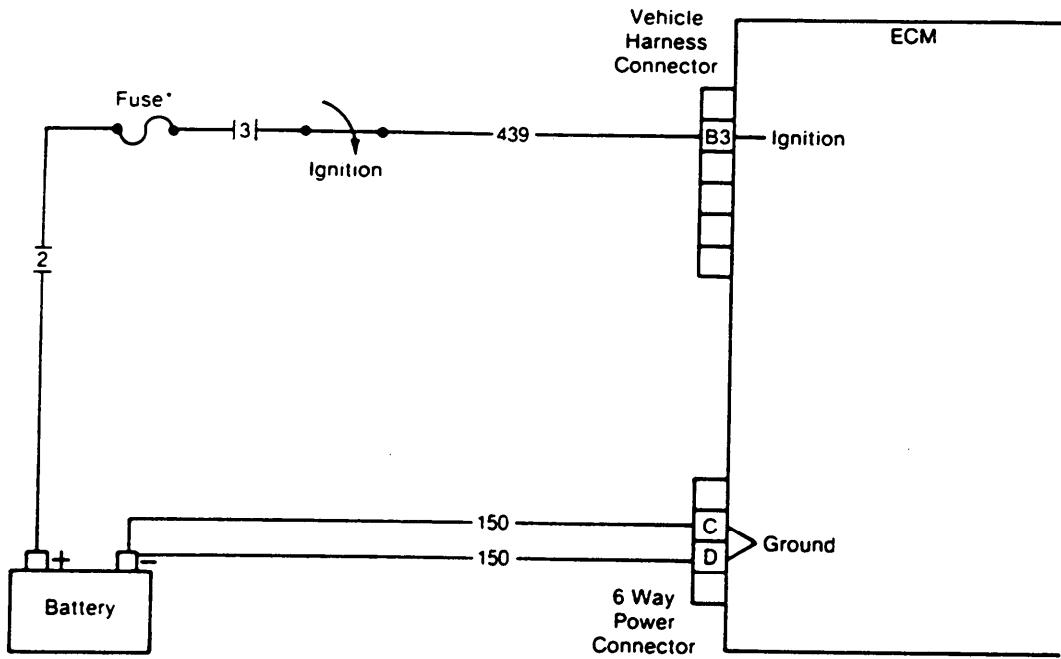 Vehicle
Harness
Connector
ECM
Fuse*
3
Ignition
439
B3
Ignition
2
150
C
150
D
Ground
+
−
Battery
6 Way
Power
Connector